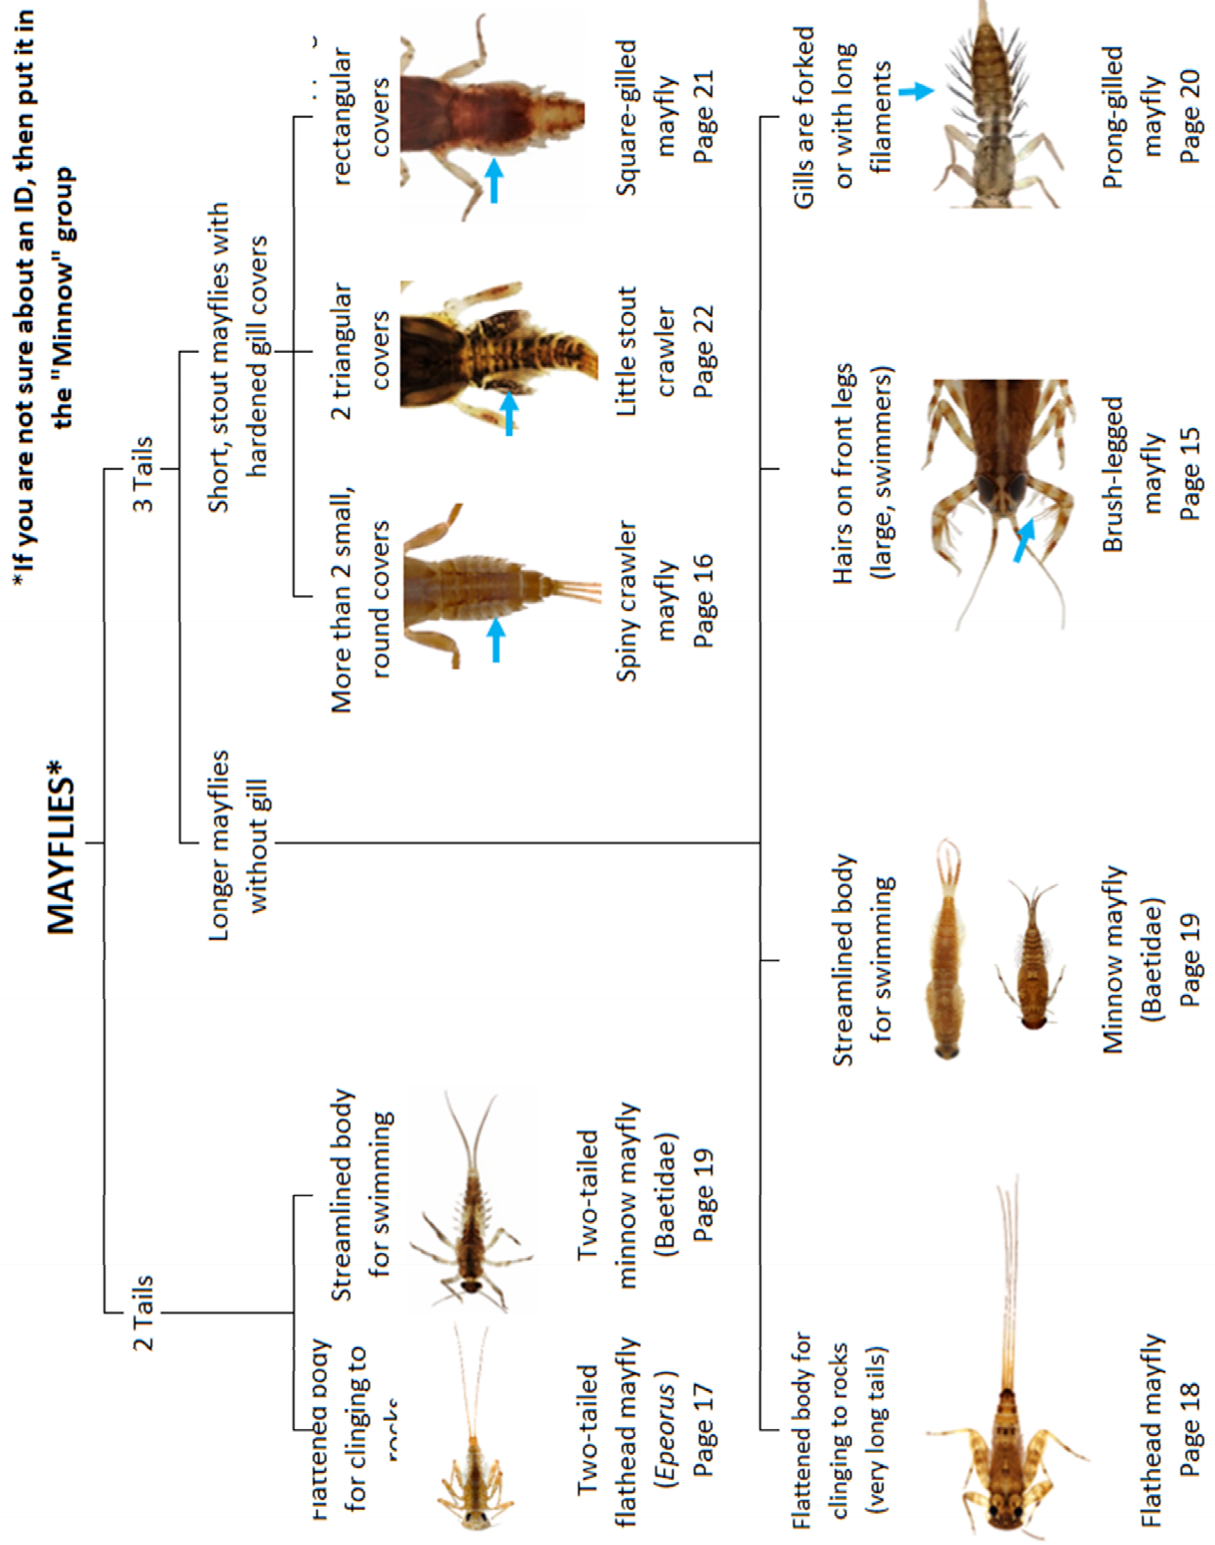 MAYFLIES*
*If you are not sure about an ID, then put it in
the "Minnow" group
2 Tails
3 Tails
Longer mayflies
without gill
Short, stout mayflies with
hardened gill covers
Flattened body
for clinging to
rocks
Two-tailed
flathead mayfly
(Epeorus )
Page 17
Streamlined body
for swimming
Two-tailed
minnow mayfly
(Baetidae)
Page 19
More than 2 small,
round covers
Spiny crawler
mayfly
Page 16
2 triangular
covers
Little stout
crawler
Page 22
rectangular
covers
Square-gilled
mayfly
Page 21
Flattened body for
clinging to rocks
(very long tails)
Flathead mayfly
Page 18
Streamlined body
for swimming
Minnow mayfly
(Baetidae)
Page 19
Hairs on front legs
(large, swimmers)
Brush-legged
mayfly
Page 15
Gills are forked
or with long
filaments
Prong-gilled
mayfly
Page 20